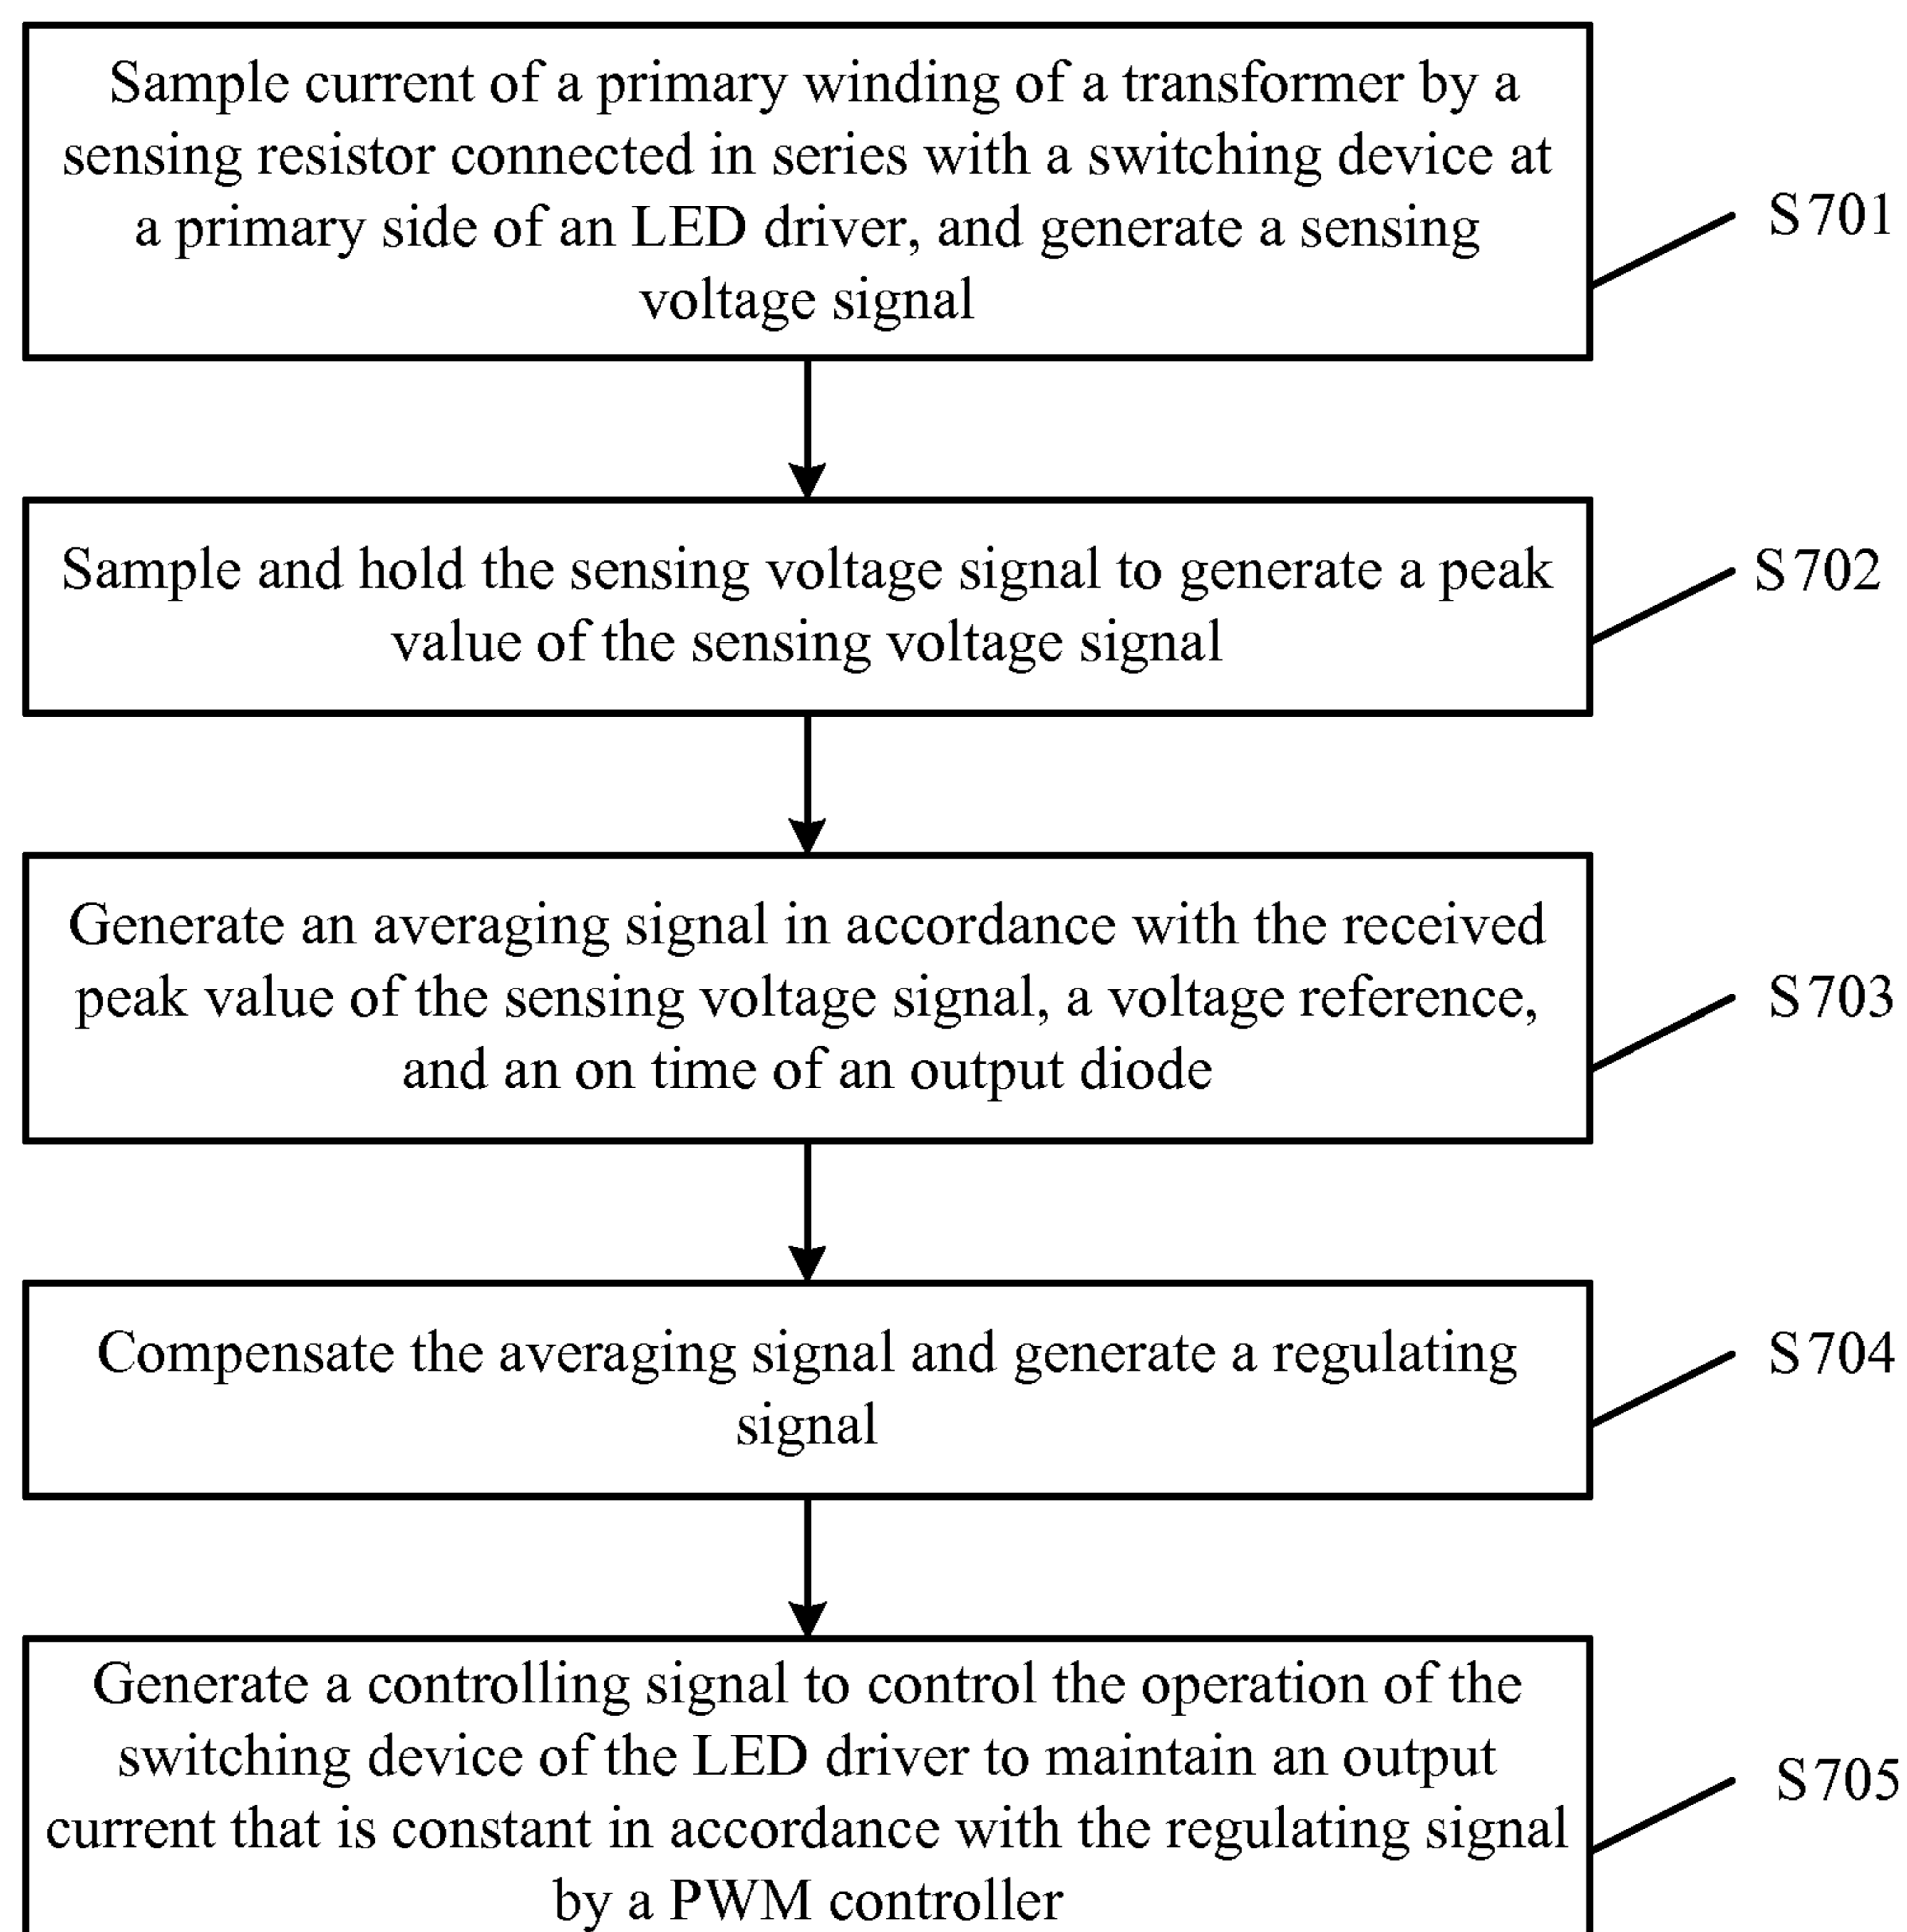 Sample current of a primary winding of a transformer by a
sensing resistor connected in series with a switching device at
a primary side of an LED driver, and generate a sensing
voltage signal
S701
Sample and hold the sensing voltage signal to generate a peak
value of the sensing voltage signal
S702
Generate an averaging signal in accordance with the received
peak value of the sensing voltage signal, a voltage reference,
and an on time of an output diode
S703
Compensate the averaging signal and generate a regulating
signal
S704
Generate a controlling signal to control the operation of the
switching device of the LED driver to maintain an output
current that is constant in accordance with the regulating signal
by a PWM controller
S705